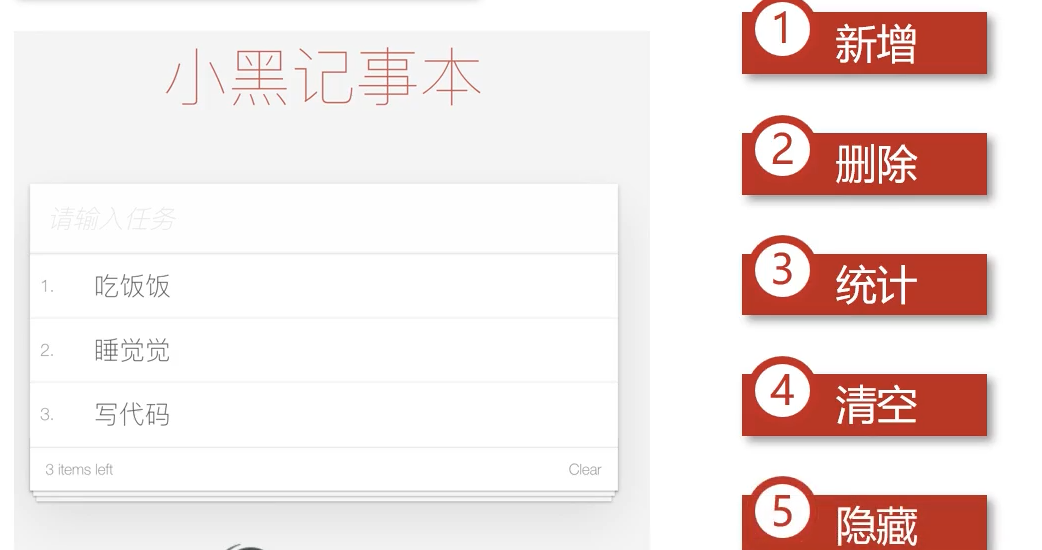 小黑记事本
请输入任务
1. 吃饭饭
2. 睡觉觉
3. 写代码
3 items left Clear
1 新增
2 删除
3 统计
4 清空
5 隐藏